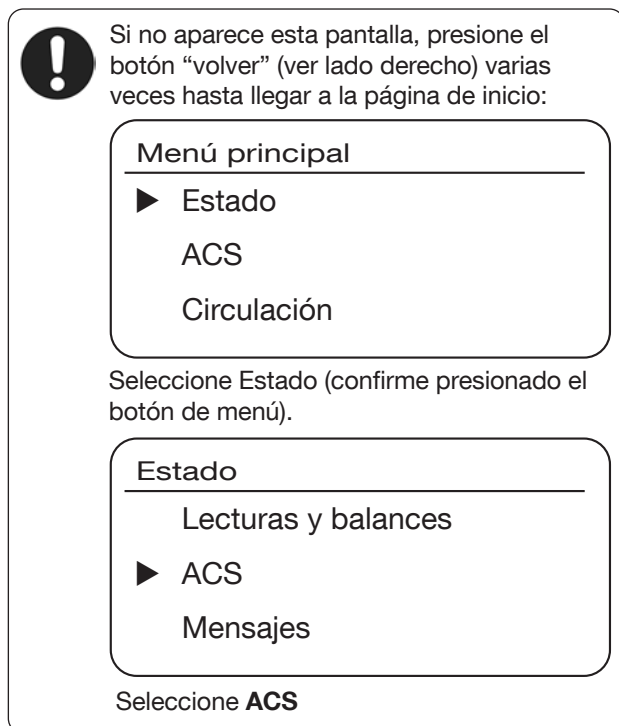 Si no aparece esta pantalla, presione el
botón “volver” (ver lado derecho) varias
veces hasta llegar a la página de inicio:
Menú principal
▶ Estado
ACS
Circulación
Seleccione Estado (confirme presionado el
botón de menú).
Estado
Lecturas y balances
▶ ACS
Mensajes
Seleccione ACS